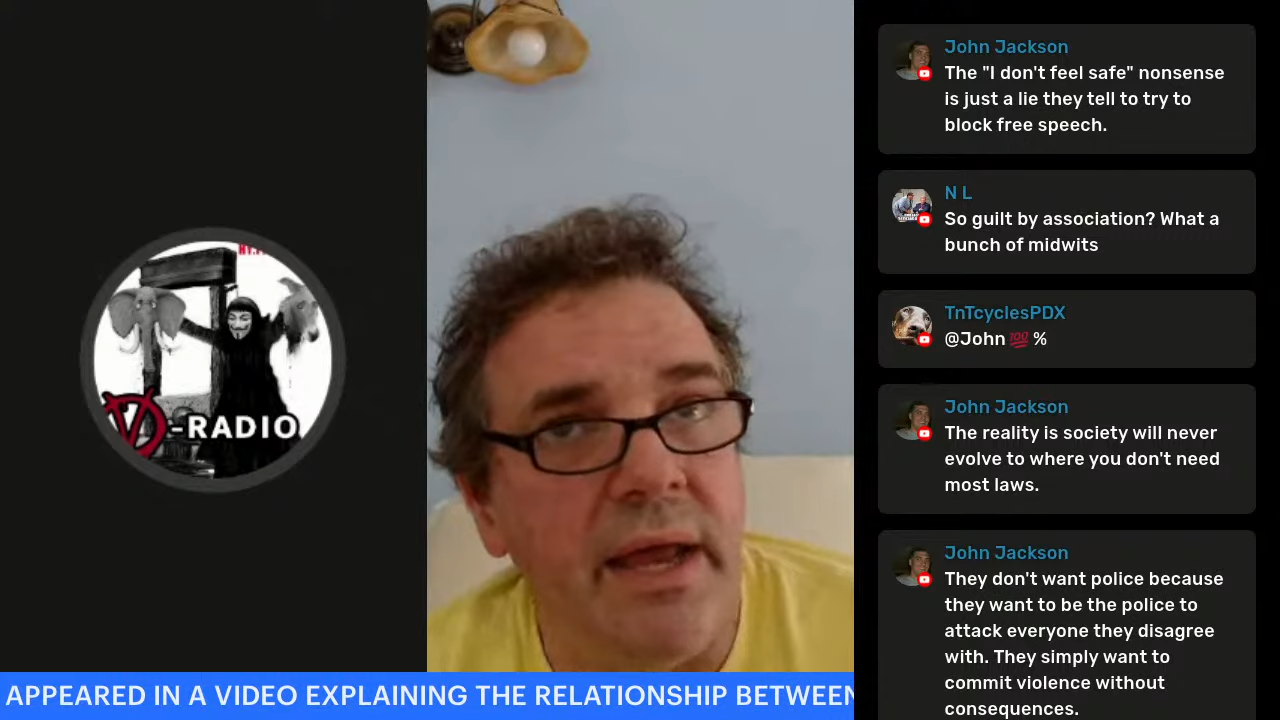 -RADIO
APPEARED IN A VIDEO EXPLAINING THE RELATIONSHIP BETWEEN
John Jackson
The "I don't feel safe" nonsense
is just a lie they tell to try to
block free speech.
N L
So guilt by association? What a
bunch of midwits
TnTcyclesPDX
@John 💯 %
John Jackson
The reality is society will never
evolve to where you don't need
most laws.
John Jackson
They don't want police because
they want to be the police to
attack everyone they disagree
with. They simply want to
commit violence without
consequences.